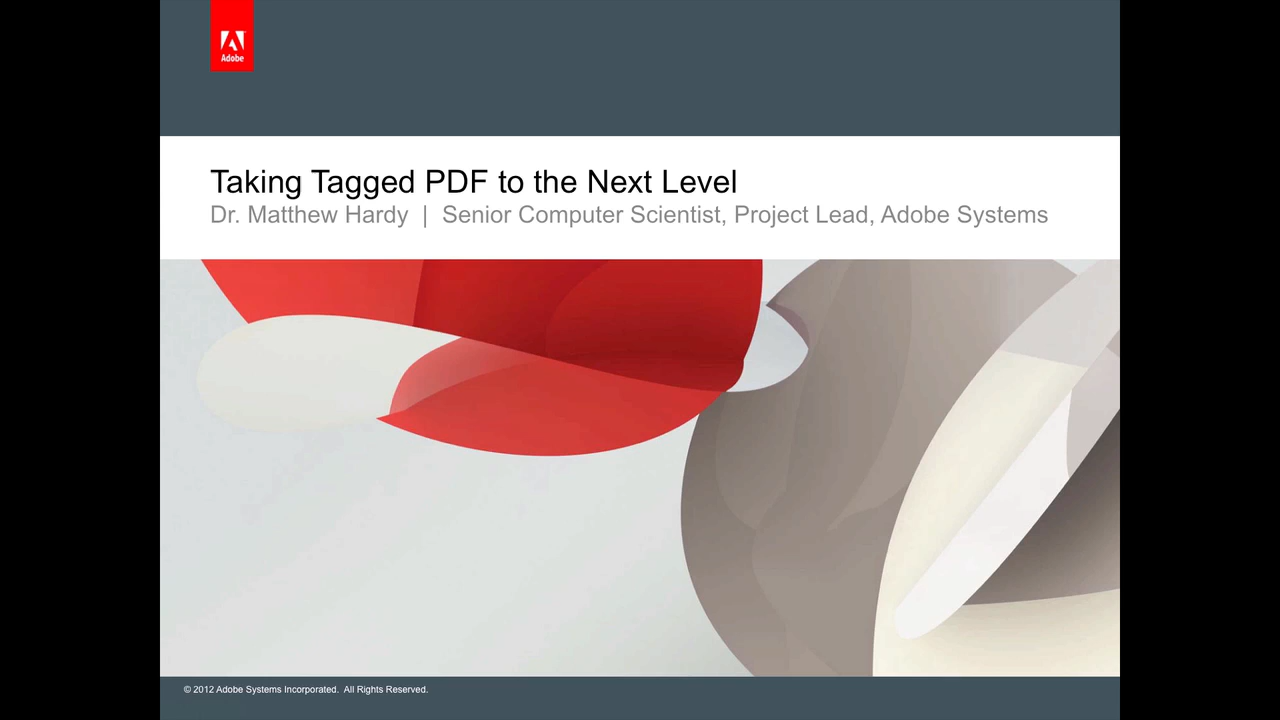 Adobe
Taking Tagged PDF to the Next Level
Dr. Matthew Hardy | Senior Computer Scientist, Project Lead, Adobe Systems
© 2012 Adobe Systems Incorporated. All Rights Reserved.